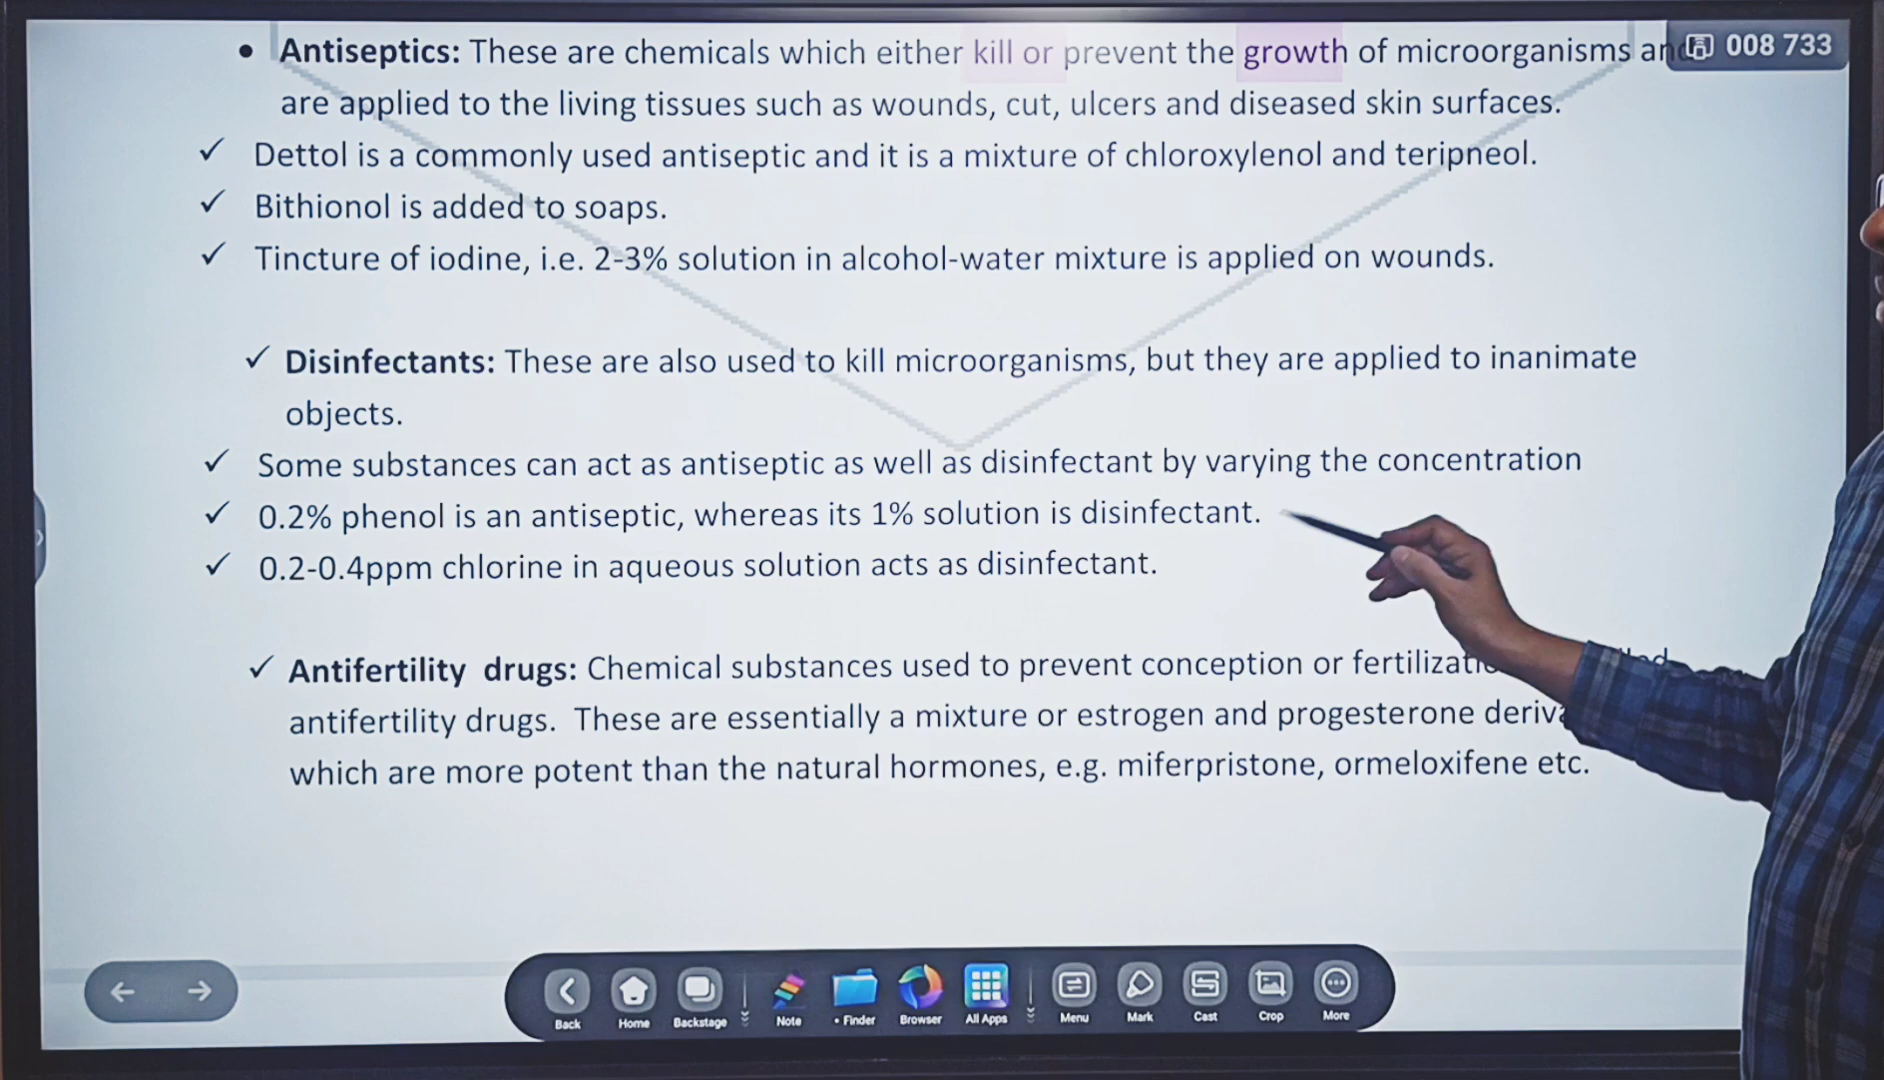 • Antiseptics: These are chemicals which either kill or prevent the growth of microorganisms
008 733
are applied to the living tissues such as wounds, cut, ulcers and diseased skin surfaces.
✓ Dettol is a commonly used antiseptic and it is a mixture of chloroxylenol and teripneol.
✓ Bithionol is added to soaps.
✓ Tincture of iodine, i.e. 2-3% solution in alcohol-water mixture is applied on wounds.
✓ Disinfectants: These are also used to kill microorganisms, but they are applied to inanimate
objects.
✓ Some substances can act as antiseptic as well as disinfectant by varying the concentration
✓ 0.2% phenol is an antiseptic, whereas its 1% solution is disinfectant.
✓ 0.2-0.4ppm chlorine in aqueous solution acts as disinfectant.
✓ Antifertility drugs: Chemical substances used to prevent conception or
antifertility drugs. These are essentially a mixture or estrogen and progesterone
which are more potent than the natural hormones, e.g. miferpristone, ormeloxifene etc.
Back Home Backstage Note • Finder Browser All Apps Menu Mark Cast Crop More